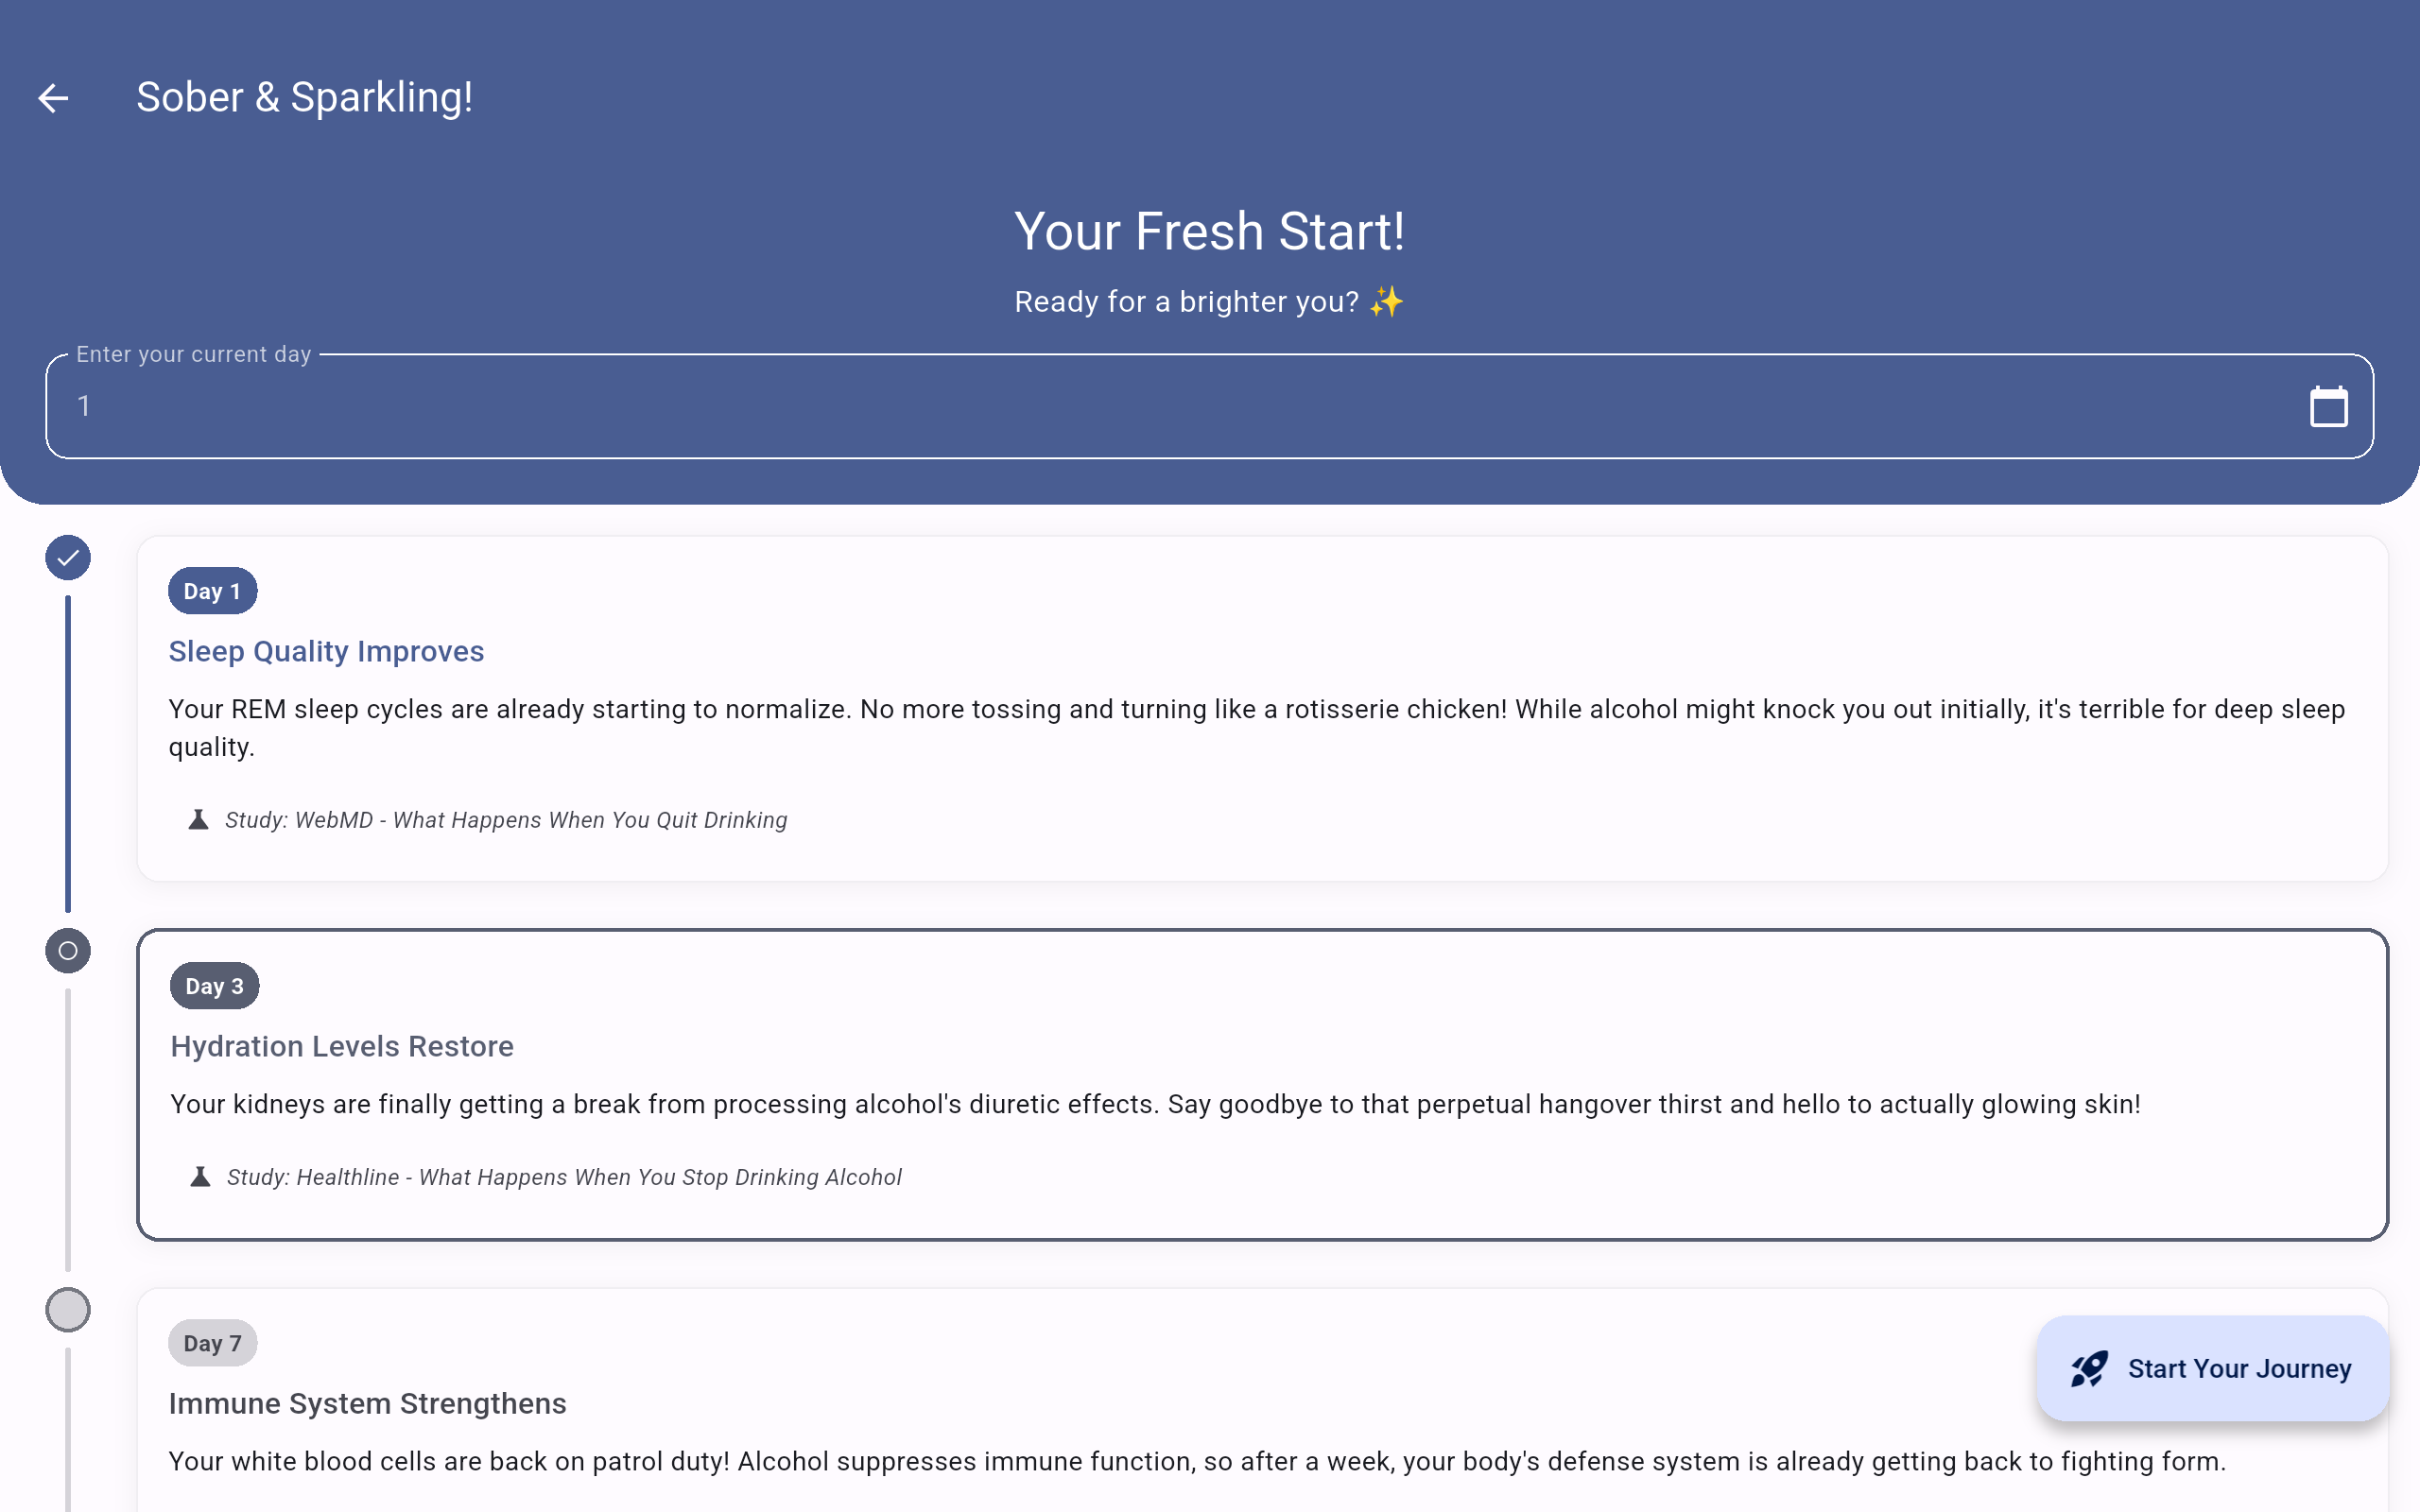 Sober & Sparkling!
Your Fresh Start!
Ready for a brighter you? ✨
Enter your current day
1
Day 1
Sleep Quality Improves
Your REM sleep cycles are already starting to normalize. No more tossing and turning like a rotisserie chicken! While alcohol might knock you out initially, it's terrible for deep sleep
quality.
Study: WebMD - What Happens When You Quit Drinking
Day 3
Hydration Levels Restore
Your kidneys are finally getting a break from processing alcohol's diuretic effects. Say goodbye to that perpetual hangover thirst and hello to actually glowing skin!
Study: Healthline - What Happens When You Stop Drinking Alcohol
Day 7
Immune System Strengthens
Your white blood cells are back on patrol duty! Alcohol suppresses immune function, so after a week, your body's defense system is already getting back to fighting form.
Start Your Journey